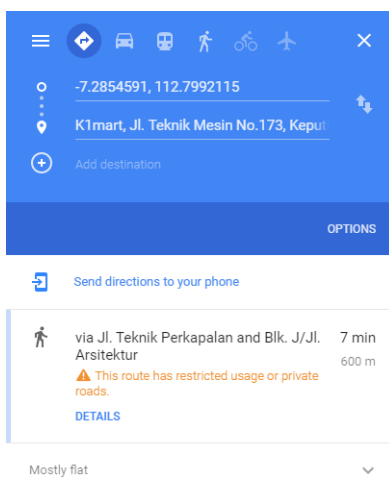 -7.2854591, 112.7992115
K1mart, Jl. Teknik Mesin No.173, Keput
Add destination
OPTIONS
Send directions to your phone
via Jl. Teknik Perkapalan and Blk. J/Jl. 7 min
Arsitektur 600 m
This route has restricted usage or private
roads.
DETAILS
Mostly flat